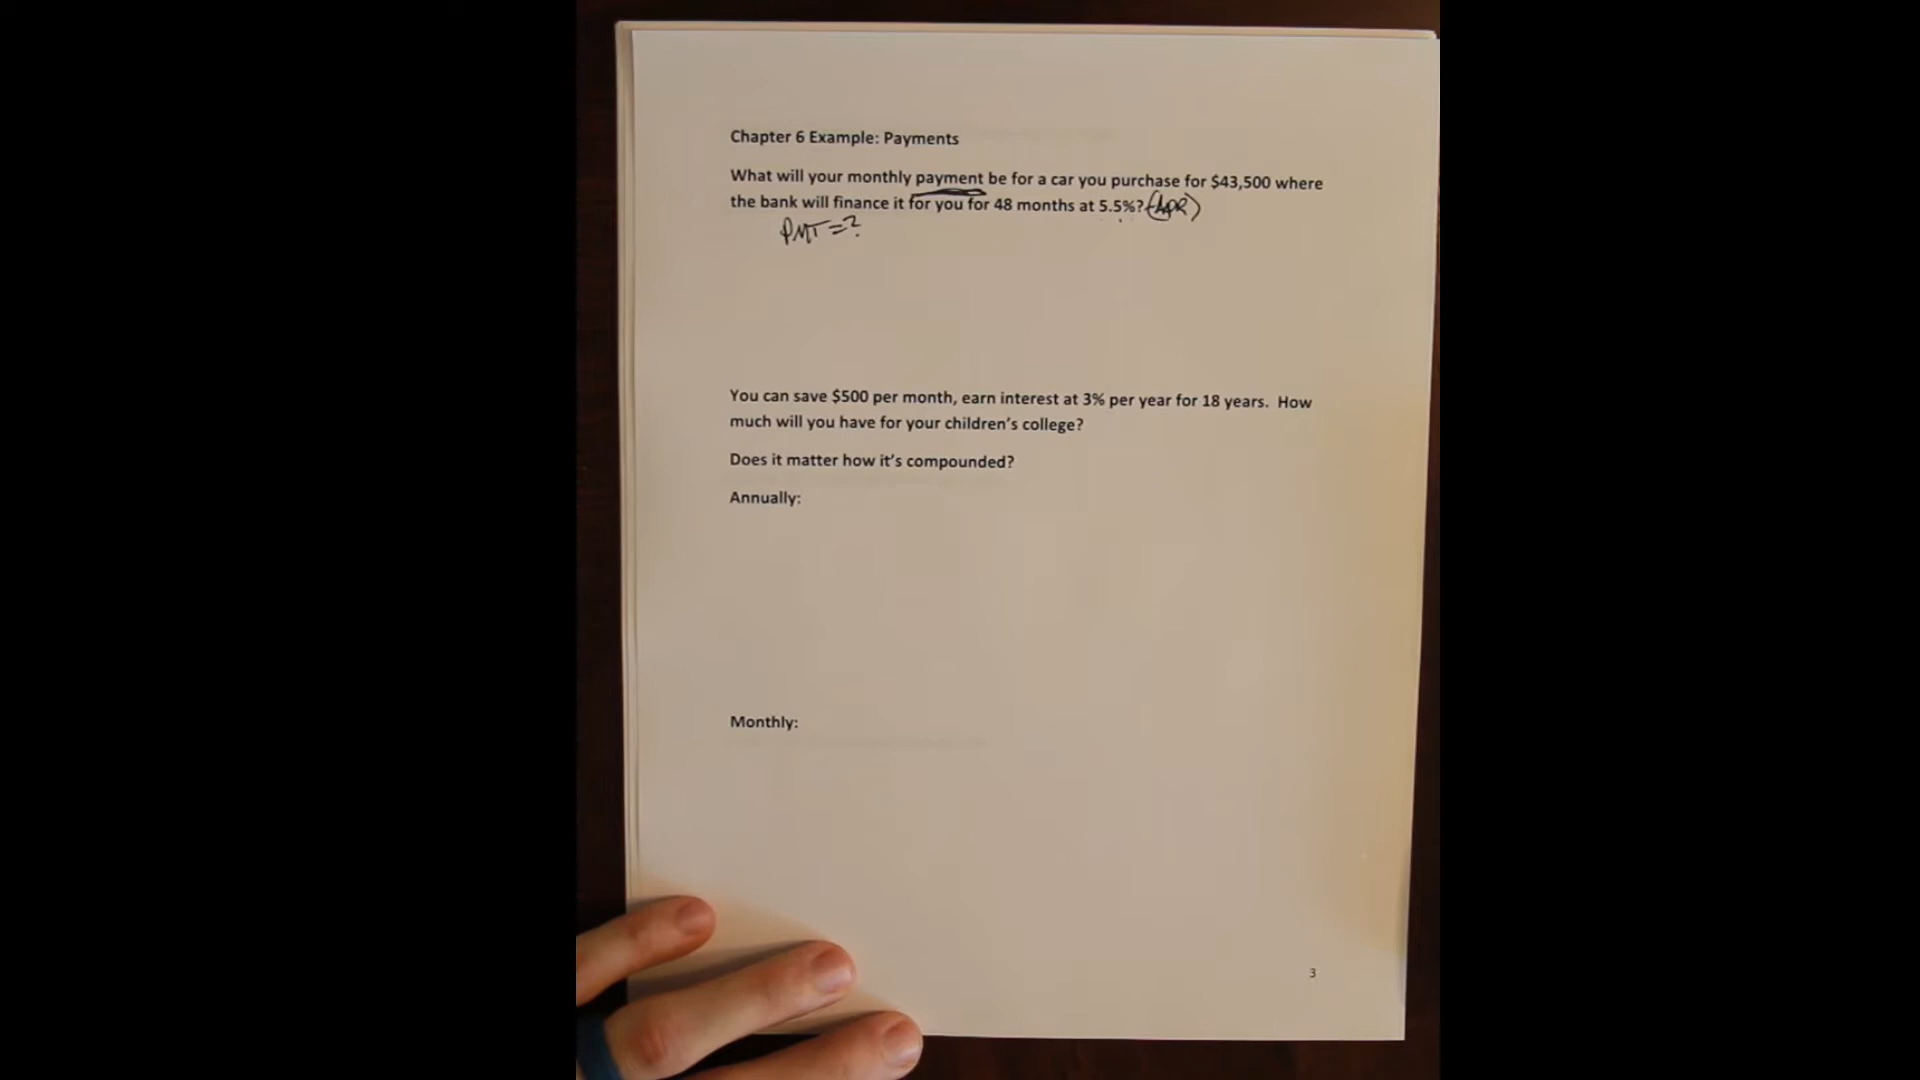 Chapter 6 Example: Payments
What will your monthly payment be for a car you purchase for $43,500 where
the bank will finance it for you for 48 months at 5.5%? (APR)
PMT = ?
You can save $500 per month, earn interest at 3% per year for 18 years. How
much will you have for your children’s college?
Does it matter how it’s compounded?
Annually:
Monthly:
3